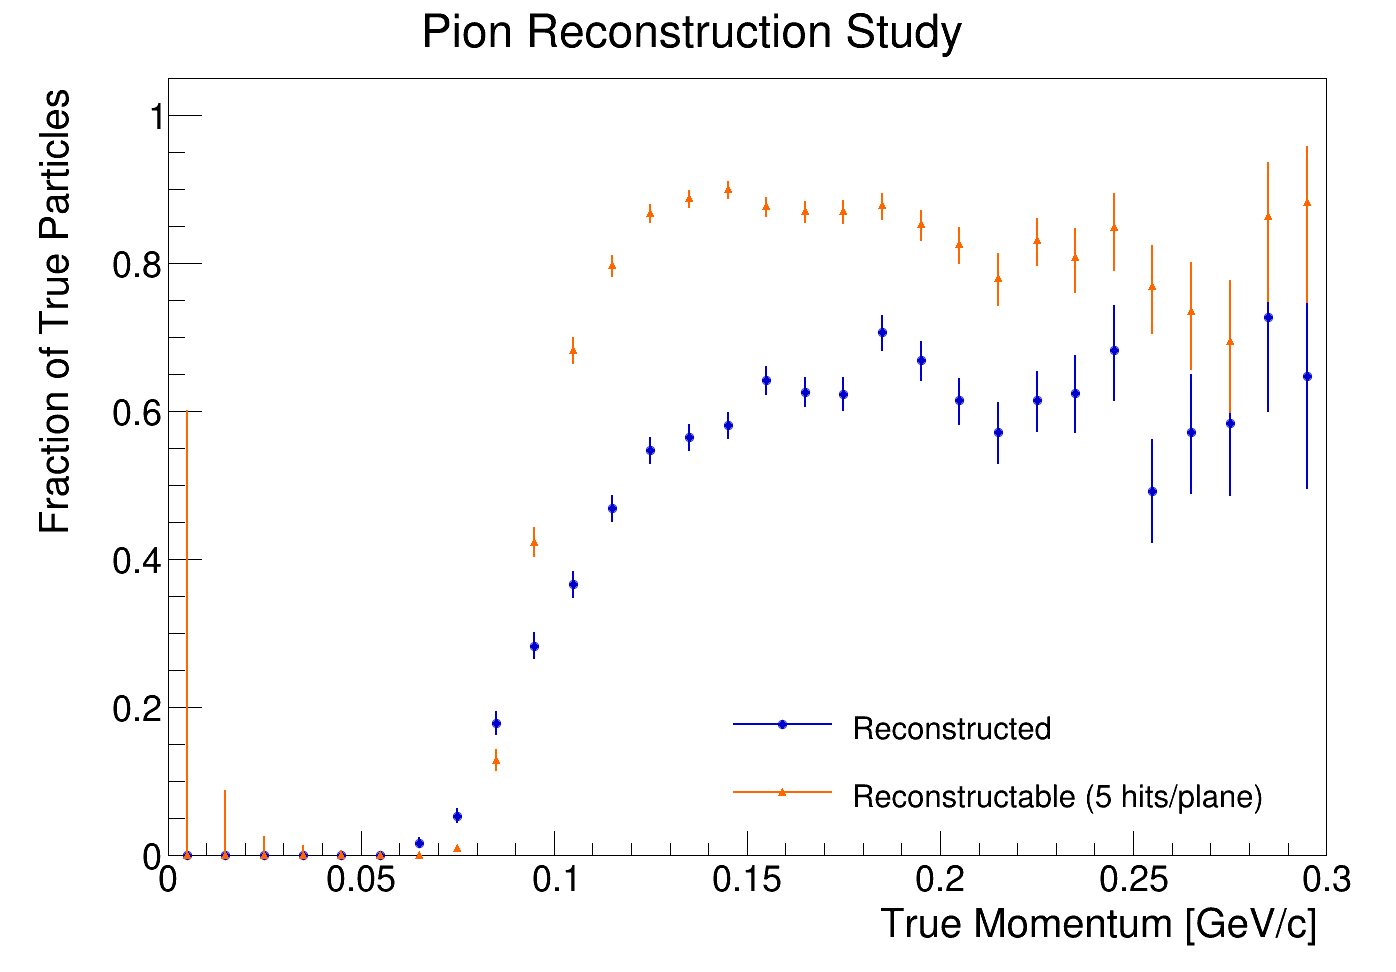 Pion Reconstruction Study
Fraction of True Particles
1
0.8
0.6
0.4
0.2
0
Reconstructed
Reconstructable (5 hits/plane)
0 0.05 0.1 0.15 0.2 0.25 0.3
True Momentum [GeV/c]